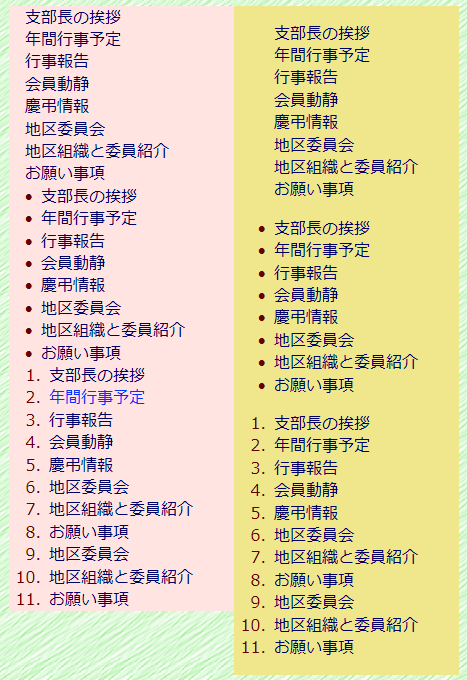 支部長の挨拶
年間行事予定
行事報告
会員動静
慶弔情報
地区委員会
地区組織と委員紹介
お願い事項
• 支部長の挨拶
• 年間行事予定
• 行事報告
• 会員動静
• 慶弔情報
• 地区委員会
• 地区組織と委員紹介
• お願い事項
1. 支部長の挨拶
2. 年間行事予定
3. 行事報告
4. 会員動静
5. 慶弔情報
6. 地区委員会
7. 地区組織と委員紹介
8. お願い事項
9. 地区委員会
10. 地区組織と委員紹介
11. お願い事項
支部長の挨拶
年間行事予定
行事報告
会員動静
慶弔情報
地区委員会
地区組織と委員紹介
お願い事項
• 支部長の挨拶
• 年間行事予定
• 行事報告
• 会員動静
• 慶弔情報
• 地区委員会
• 地区組織と委員紹介
• お願い事項
1. 支部長の挨拶
2. 年間行事予定
3. 行事報告
4. 会員動静
5. 慶弔情報
6. 地区委員会
7. 地区組織と委員紹介
8. お願い事項
9. 地区委員会
10. 地区組織と委員紹介
11. お願い事項